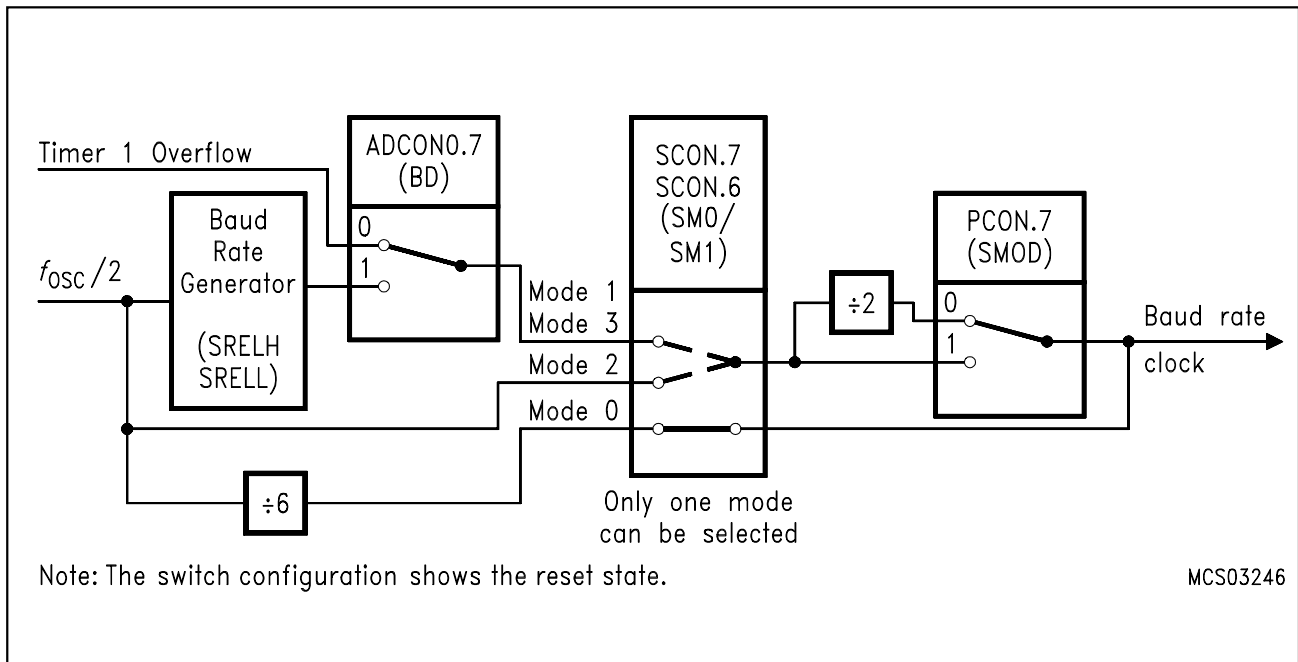 Timer 1 Overflow
ADCON0.7
(BD)
0
1
Baud
Rate
Generator
(SRELH
SRELL)
fOSC/2
SCON.7
SCON.6
(SM0/
SM1)
Mode 1
Mode 3
Mode 2
Mode 0
÷6
Only one mode
can be selected
÷2
PCON.7
(SMOD)
0
1
Baud rate
clock
Note: The switch configuration shows the reset state.
MCS03246